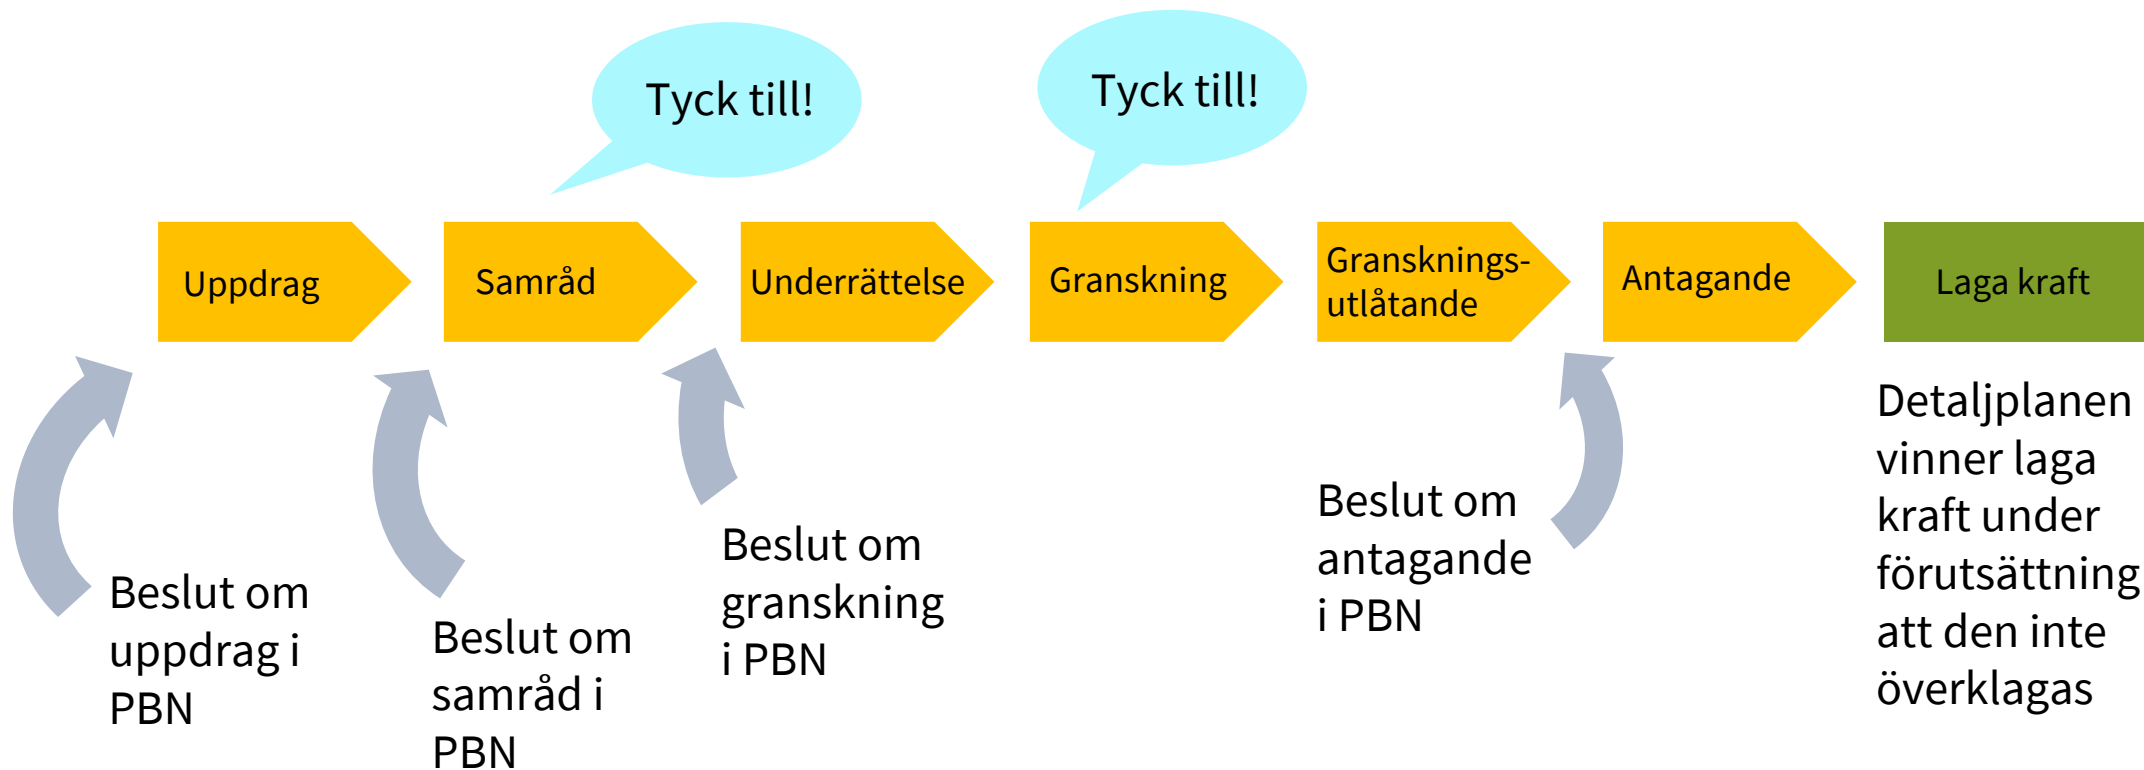 Tyck till!
Tyck till!
Uppdrag
Samråd
Underrättelse
Granskning
Gransknings-
utlåtande
Antagande
Laga kraft
Beslut om
uppdrag i
PBN
Beslut om
samråd i
PBN
Beslut om
granskning
i PBN
Beslut om
antagande
i PBN
Detaljplanen
vinner laga
kraft under
förutsättning
att den inte
överklagas